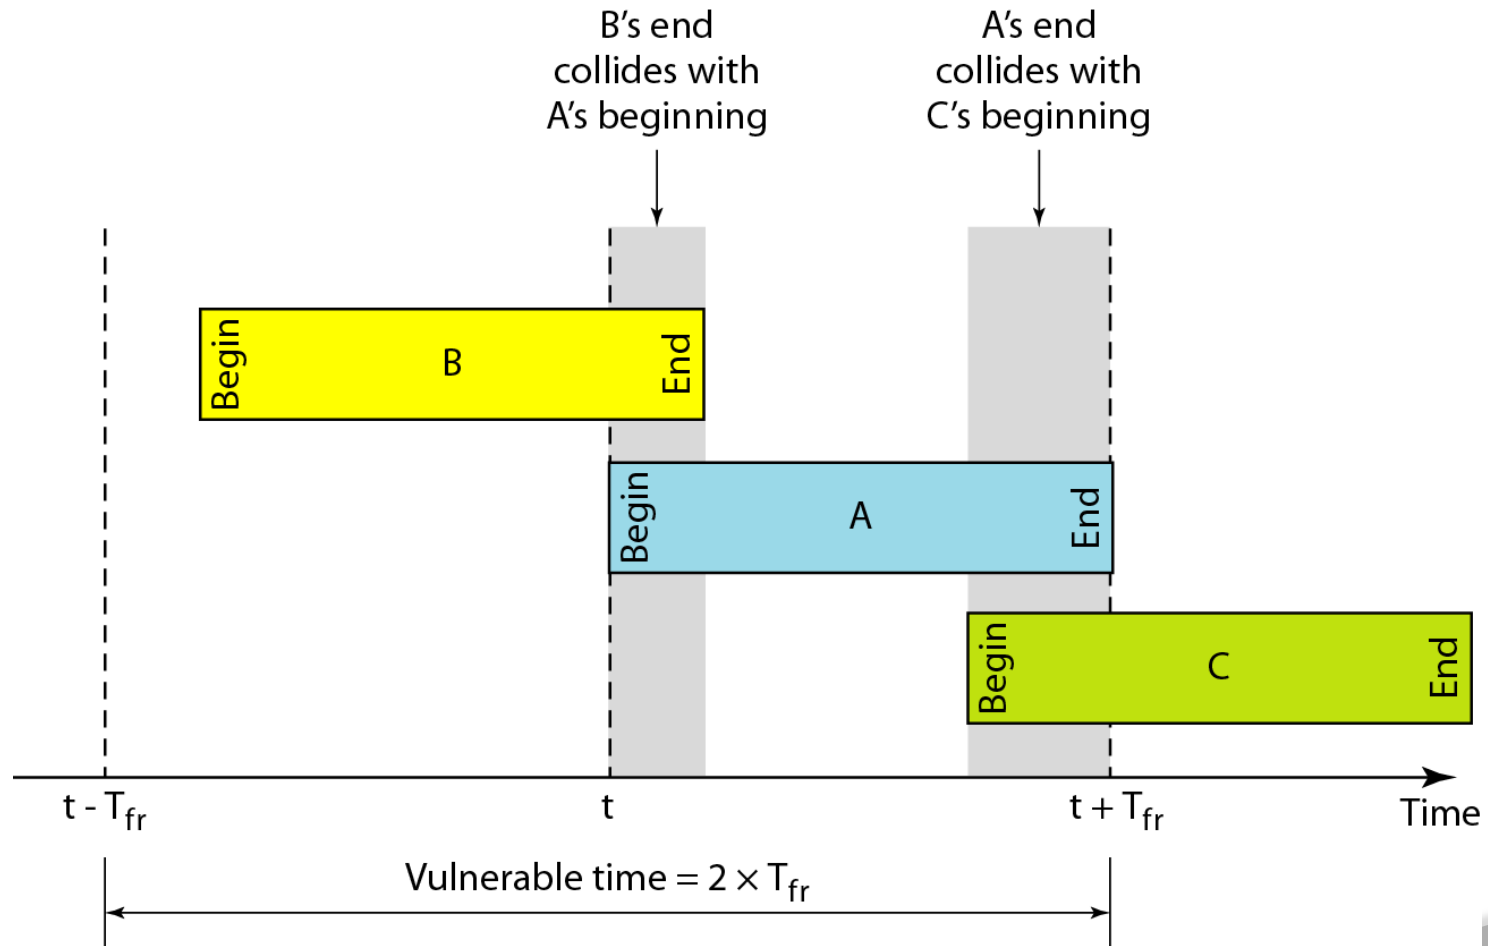 B's end
collides with
A's beginning
A's end
collides with
C's beginning
Begin
B
End
Begin
A
End
Begin
C
End
t - Tfr
t
t + Tfr
Time
Vulnerable time = 2 × Tfr